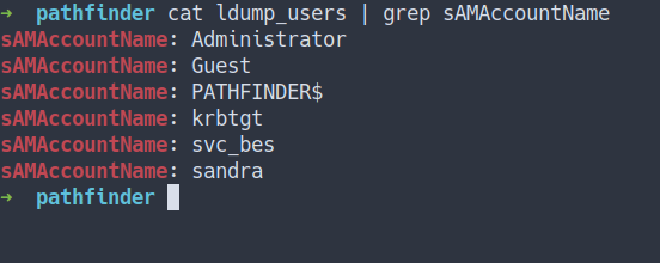 → pathfinder cat ldump_users | grep sAMAccountName
sAMAccountName: Administrator
sAMAccountName: Guest
sAMAccountName: PATHFINDER$
sAMAccountName: krbtgt
sAMAccountName: svc_bes
sAMAccountName: sandra
→ pathfinder